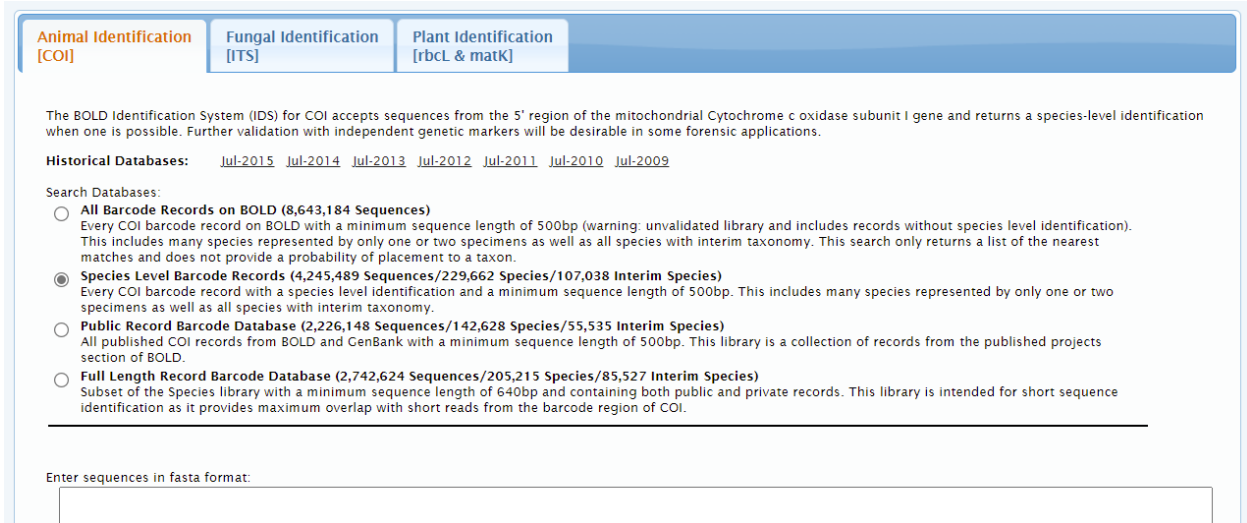 Animal Identification
[COI]
Fungal Identification
[ITS]
Plant Identification
[rbcL & matK]
The BOLD Identification System (IDS) for COI accepts sequences from the 5' region of the mitochondrial Cytochrome c oxidase subunit I gene and returns a species-level identification
when one is possible. Further validation with independent genetic markers will be desirable in some forensic applications.
Historical Databases: Jul-2015 Jul-2014 Jul-2013 Jul-2012 Jul-2011 Jul-2010 Jul-2009
Search Databases:
All Barcode Records on BOLD (8,643,184 Sequences)
Every COI barcode record on BOLD with a minimum sequence length of 500bp (warning: unvalidated library and includes records without species level identification).
This includes many species represented by only one or two specimens as well as all species with interim taxonomy. This search only returns a list of the nearest
matches and does not provide a probability of placement to a taxon.
Species Level Barcode Records (4,245,489 Sequences/229,662 Species/107,038 Interim Species)
Every COI barcode record with a species level identification and a minimum sequence length of 500bp. This includes many species represented by only one or two
specimens as well as all species with interim taxonomy.
Public Record Barcode Database (2,226,148 Sequences/142,628 Species/55,535 Interim Species)
All published COI records from BOLD and GenBank with a minimum sequence length of 500bp. This library is a collection of records from the published projects
section of BOLD.
Full Length Record Barcode Database (2,742,624 Sequences/205,215 Species/85,527 Interim Species)
Subset of the Species library with a minimum sequence length of 640bp and containing both public and private records. This library is intended for short sequence
identification as it provides maximum overlap with short reads from the barcode region of COI.
Enter sequences in fasta format: